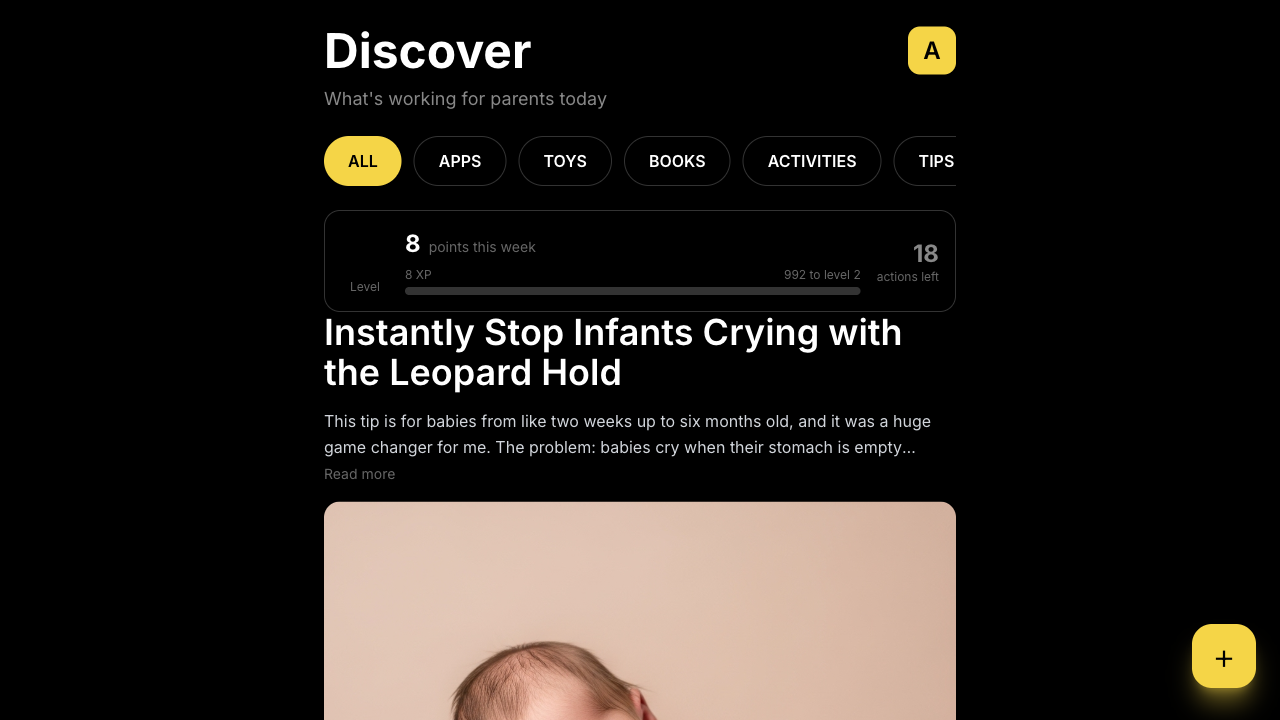 Discover
A
What's working for parents today
ALL
APPS
TOYS
BOOKS
ACTIVITIES
TIPS
8 points this week
18
8 XP
992 to level 2
actions left
Level
Instantly Stop Infants Crying with
the Leopard Hold
This tip is for babies from like two weeks up to six months old, and it was a huge
game changer for me. The problem: babies cry when their stomach is empty...
Read more
+